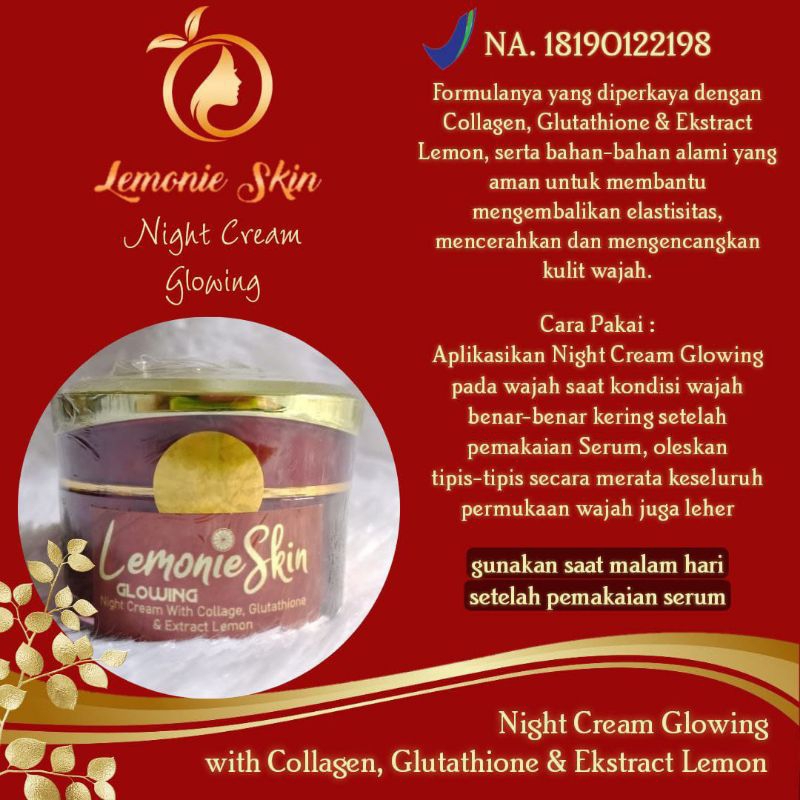 Lemonie Skin
Night Cream
Glowing
NA. 18190122198
Formulanya yang diperkaya dengan
Collagen, Glutathione & Ekstract
Lemon, serta bahan-bahan alami yang
aman untuk membantu
mengembalikan elastisitas,
mencerahkan dan mengencangkan
kulit wajah.
Cara Pakai :
Aplikasikan Night Cream Glowing
pada wajah saat kondisi wajah
benar-benar kering setelah
pemakaian Serum, oleskan
tipis-tipis secara merata keseluruh
permukaan wajah juga leher
gunakan saat malam hari
setelah pemakaian serum
Lemonie Skin
GLOWING
Night Cream With Collage, Glutathione
& Extract Lemon
Night Cream Glowing
with Collagen, Glutathione & Ekstract Lemon